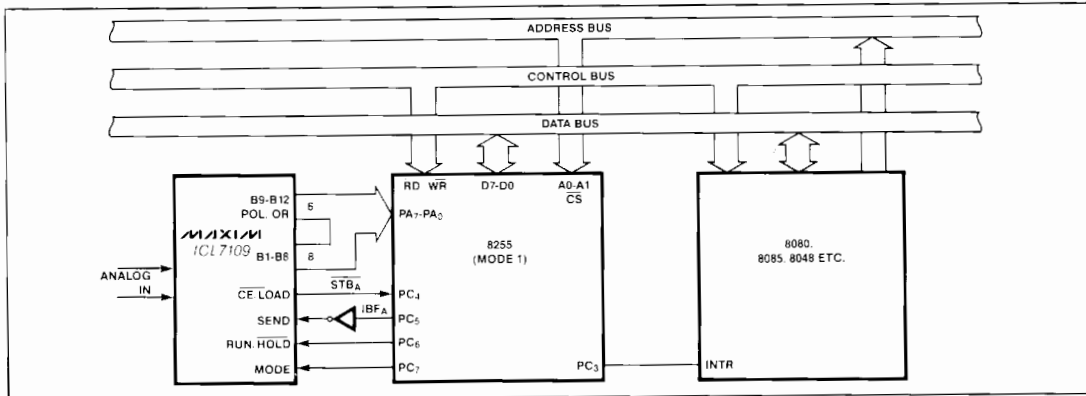 ADDRESS BUS
CONTROL BUS
DATA BUS
B9-B12
POL. OR
6
MAXIM
ICL7109
B1-B8
8
ANALOG
IN
CE.LOAD
SEND
RUN.HOLD
MODE
STBA
IBFA
RD WR
D7-D0
A0-A1
CS
PA7-PA0
8255
(MODE 1)
PC4
PC5
PC6
PC7
PC3
8080.
8085. 8048 ETC.
INTR